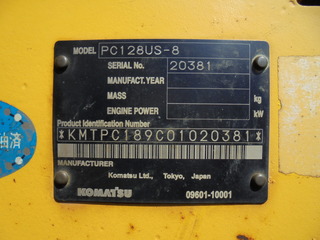 MODEL PC128US-8
SERIAL No. 20381
MANUFACT. YEAR
MASS kg
ENGINE POWER kW
Product Identification Number
*KMTPC189C01020381*
MANUFACTURER
Komatsu Ltd., Tokyo, Japan
KOMATSU 09601-10001
油済